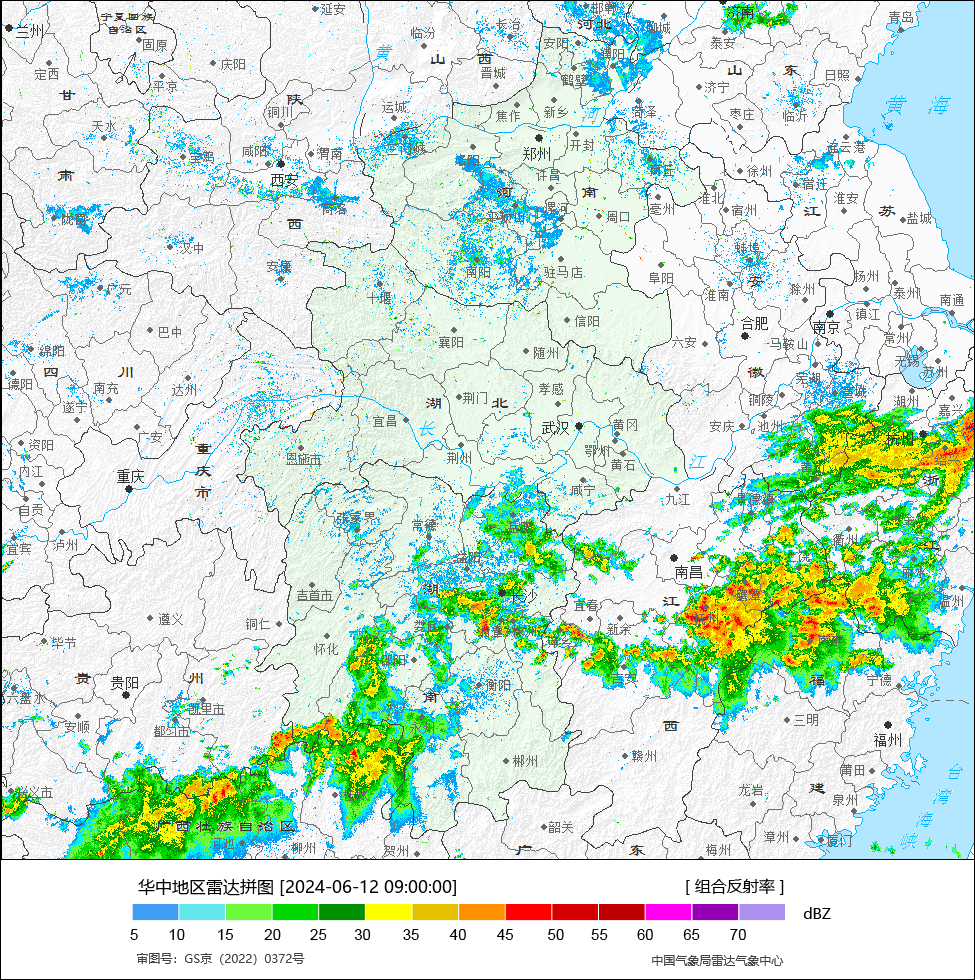 宁夏回族
自治区
延安
邯郸
济南
青岛
兰州
固原
临汾
长治
河北
聊城
安阳
濮阳
泰安
定西
庆阳
黄
山
西
晋城
鹤壁
山
东
日照
甘
平凉
陕
铜川
运城
焦作
新乡
菏泽
济宁
枣庄
临沂
黄
海
天水
宝鸡
咸阳
渭南
郑州
开封
河
连云港
肃
西安
商洛
许昌
河
南
商丘
徐州
宿迁
淮安
陇南
西
平顶山
漯河
周口
亳州
淮北
宿州
江
苏
盐城
汉中
安康
南阳
驻马店
阜阳
蚌埠
安
淮南
滁州
扬州
泰州
广元
十堰
南通
巴中
襄阳
信阳
合肥
南京
镇江
绵阳
随州
六安
马鞍山
常州
无锡
苏州
德阳
四
川
南充
达州
徽
芜湖
宣城
遂宁
荆门
湖
北
孝感
铜陵
湖州
嘉兴
广安
宜昌
长
武汉
黄冈
安庆
池州
杭州
资阳
重
庆
市
恩施市
荆州
鄂州
黄石
江
浙
内江
重庆
咸宁
九江
黄山
自贡
张家界
常德
岳阳
宜宾
泸州
益阳
南昌
衢州
吉首市
湖
长沙
宜春
江
温州
遵义
铜仁
娄底
新余
毕节
怀化
邵阳
吉安
贵
州
贵阳
南
衡阳
福
宁德
六盘水
凯里市
安顺
都匀市
西
三明
福州
郴州
赣州
莆田
台
兴义市
龙岩
建
泉州
湾
广西壮族自治区
韶关
海
漳州
厦门
峡
河池
柳州
贺州
广
东
梅州
华中地区雷达拼图 [2024-06-12 09:00:00]
[ 组合反射率 ]
dBZ
5 10 15 20 25 30 35 40 45 50 55 60 65 70
审图号：GS京（2022）0372号
中国气象局雷达气象中心